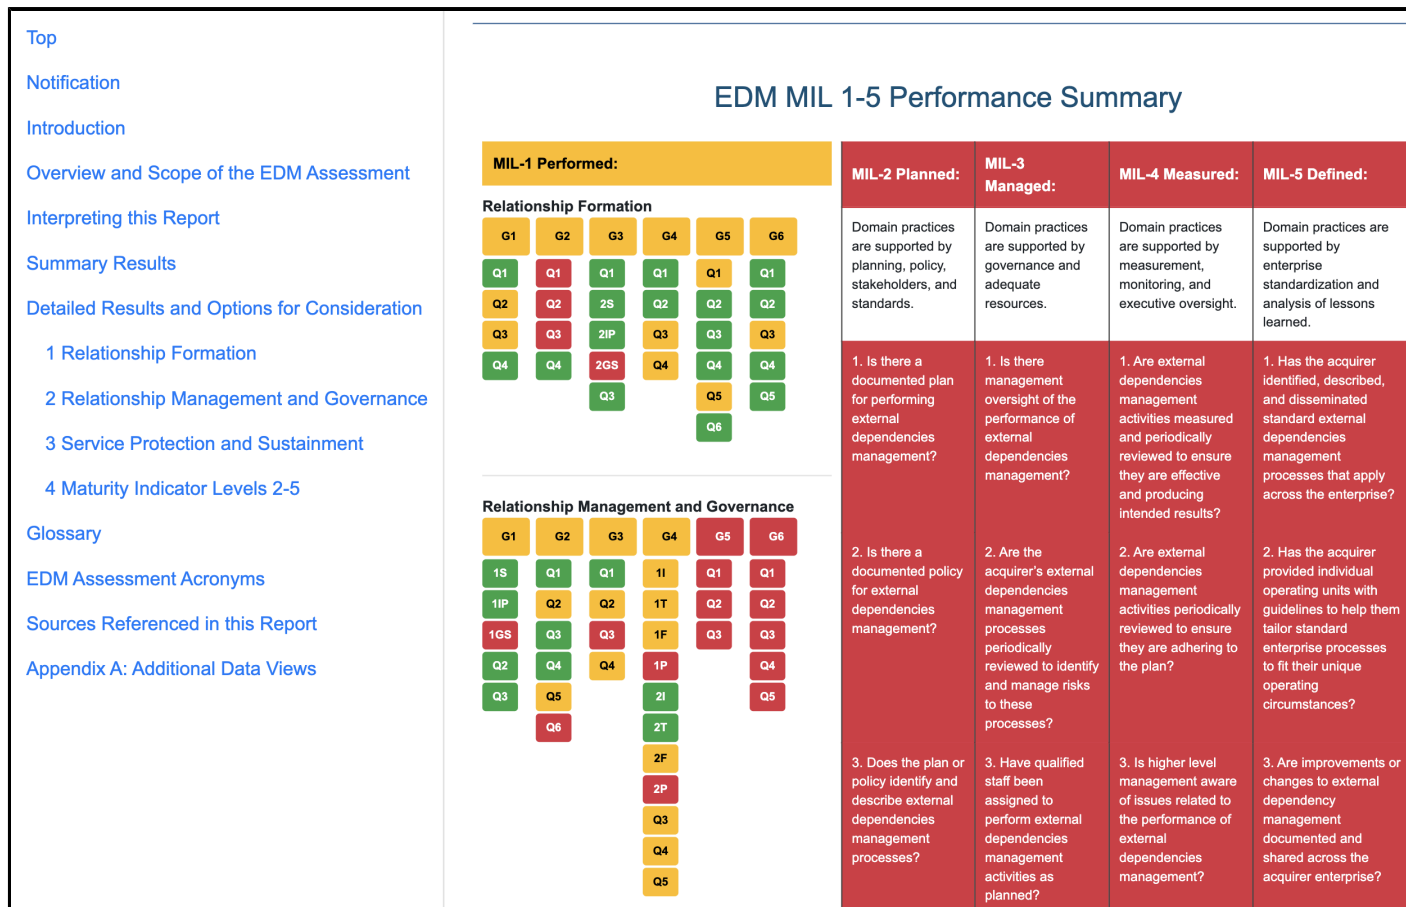 Top
Notification
Introduction
Overview and Scope of the EDM Assessment
Interpreting this Report
Summary Results
Detailed Results and Options for Consideration
1 Relationship Formation
2 Relationship Management and Governance
3 Service Protection and Sustainment
4 Maturity Indicator Levels 2-5
Glossary
EDM Assessment Acronyms
Sources Referenced in this Report
Appendix A: Additional Data Views
EDM MIL 1-5 Performance Summary
MIL-1 Performed:
Relationship Formation
G1 G2 G3 G4 G5 G6
Q1 Q1 Q1 Q1 Q1 Q1
Q2 Q2 2S Q2 Q2 Q2
Q3 Q3 2IP Q3 Q3 Q3
Q4 Q4 2GS Q4 Q4 Q4
Q3 Q5 Q5
Q6
Relationship Management and Governance
G1 G2 G3 G4 G5 G6
1S Q1 Q1 1I Q1 Q1
1IP Q2 Q2 1T Q2 Q2
1GS Q3 Q3 1F Q3 Q3
Q2 Q4 Q4 1P Q4
Q3 Q5 2I Q5
Q6 2T
2F
2P
Q3
Q4
Q5
MIL-2 Planned:
Domain practices
are supported by
planning, policy,
stakeholders, and
standards.
1. Is there a
documented plan
for performing
external
dependencies
management?
2. Is there a
documented policy
for external
dependencies
management?
3. Does the plan or
policy identify and
describe external
dependencies
management
processes?
MIL-3
Managed:
Domain practices
are supported by
governance and
adequate
resources.
1. Is there
management
oversight of the
performance of
external
dependencies
management?
2. Are the
acquirer's external
dependencies
management
processes
periodically
reviewed to identify
and manage risks
to these
processes?
3. Have qualified
staff been
assigned to
perform external
dependencies
management
activities as
planned?
MIL-4 Measured:
Domain practices
are supported by
measurement,
monitoring, and
executive oversight.
1. Are external
dependencies
management
activities measured
and periodically
reviewed to ensure
they are effective
and producing
intended results?
2. Are external
dependencies
management
activities periodically
reviewed to ensure
they are adhering to
the plan?
3. Is higher level
management aware
of issues related to
the performance of
external
dependencies
management?
MIL-5 Defined:
Domain practices are
supported by
enterprise
standardization and
analysis of lessons
learned.
1. Has the acquirer
identified, described,
and disseminated
standard external
dependencies
management
processes that apply
across the enterprise?
2. Has the acquirer
provided individual
operating units with
guidelines to help them
tailor standard
enterprise processes
to fit their unique
operating
circumstances?
3. Are improvements or
changes to external
dependency
management
documented and
shared across the
acquirer enterprise?